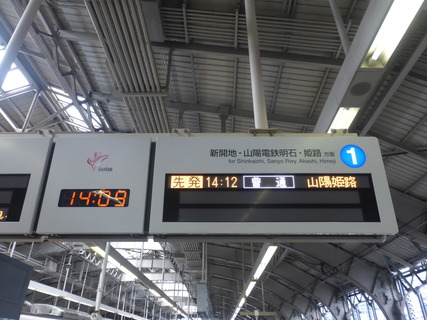 新開地・山陽電鉄明石・姫路 方面
for Shinkaichi, Sanyo Rwy. Akashi, Himeji
1
14:09
先発 14:12 普通 山陽姫路